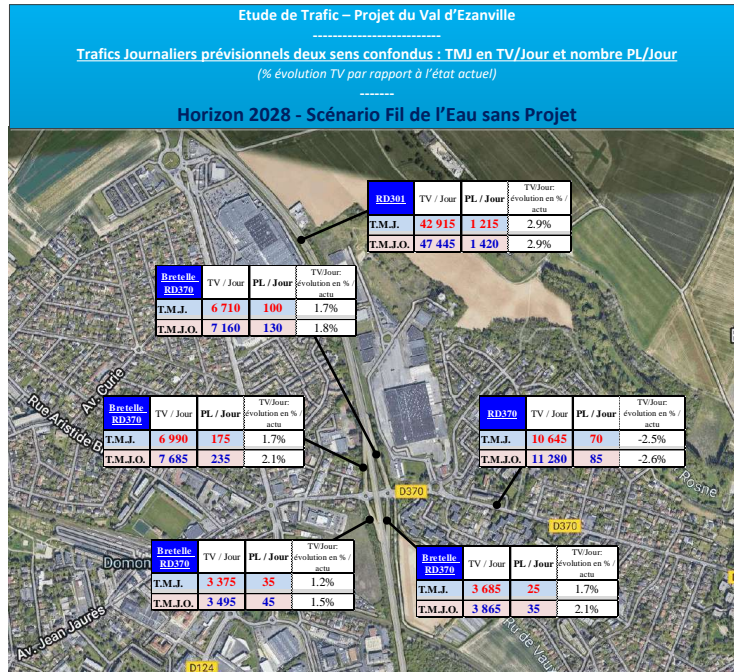 Etude de Trafic – Projet du Val d'Ezanville
--------------------------
Trafics Journaliers prévisionnels deux sens confondus : TMJ en TV/Jour et nombre PL/Jour
(% évolution TV par rapport à l'état actuel)
-------
Horizon 2028 - Scénario Fil de l'Eau sans Projet
RD301 TV / Jour PL / Jour TV/Jour: évolution en % / actu
T.M.J. 42 915 1 215 2.9%
T.M.J.O. 47 445 1 420 2.9%
Bretelle RD370 TV / Jour PL / Jour TV/Jour: évolution en % / actu
T.M.J. 6 710 100 1.7%
T.M.J.O. 7 160 130 1.8%
Av. Curie
Rue Aristide B
Bretelle RD370 TV / Jour PL / Jour TV/Jour: évolution en % / actu
T.M.J. 6 990 175 1.7%
T.M.J.O. 7 685 235 2.1%
RD370 TV / Jour PL / Jour TV/Jour: évolution en % / actu
T.M.J. 10 645 70 -2.5%
T.M.J.O. 11 280 85 -2.6%
Rosne
D370
D370
Domon
Bretelle RD370 TV / Jour PL / Jour TV/Jour: évolution en % / actu
T.M.J. 3 375 35 1.2%
T.M.J.O. 3 495 45 1.5%
Bretelle RD370 TV / Jour PL / Jour TV/Jour: évolution en % / actu
T.M.J. 3 685 25 1.7%
T.M.J.O. 3 865 35 2.1%
Av. Jean Jaurès
Ru de Vaux
D124